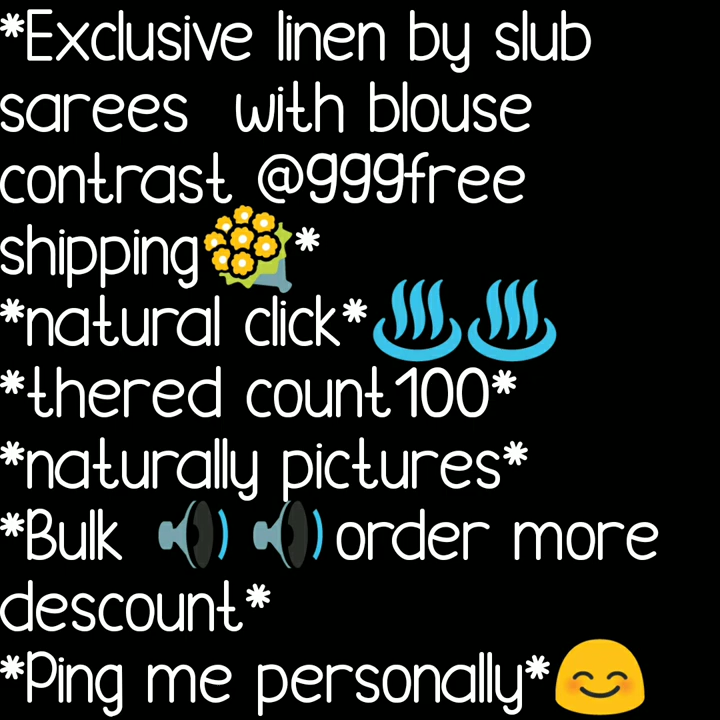 *Exclusive linen by slub
sarees with blouse
contrast @999free
shipping💐*
*natural click*♨♨
*thered count100*
*naturally pictures*
*Bulk 🔊 🔊order more
descount*
*Ping me personally*😊